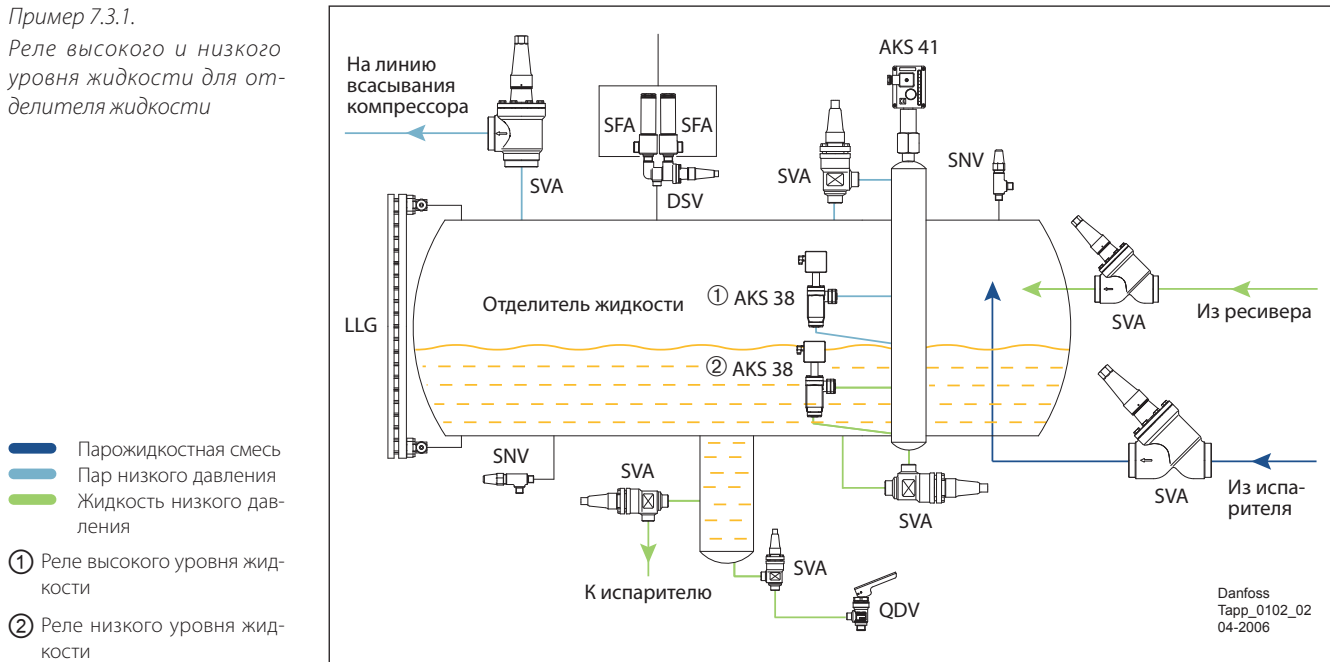 Пример 7.3.1.
Реле высокого и низкого
уровня жидкости для от-
делителя жидкости
Парожидкостная смесь
Пар низкого давления
Жидкость низкого дав-
ления
① Реле высокого уровня жид-
кости
② Реле низкого уровня жид-
кости
На линию
всасывания
компрессора
SVA
SFA
SFA
DSV
SVA
AKS 41
SNV
LLG
Отделитель жидкости
① AKS 38
② AKS 38
SVA
Из ресивера
SVA
Из испа-
рителя
SNV
SVA
SVA
К испарителю
SVA
QDV
Danfoss
Tapp_0102_02
04-2006